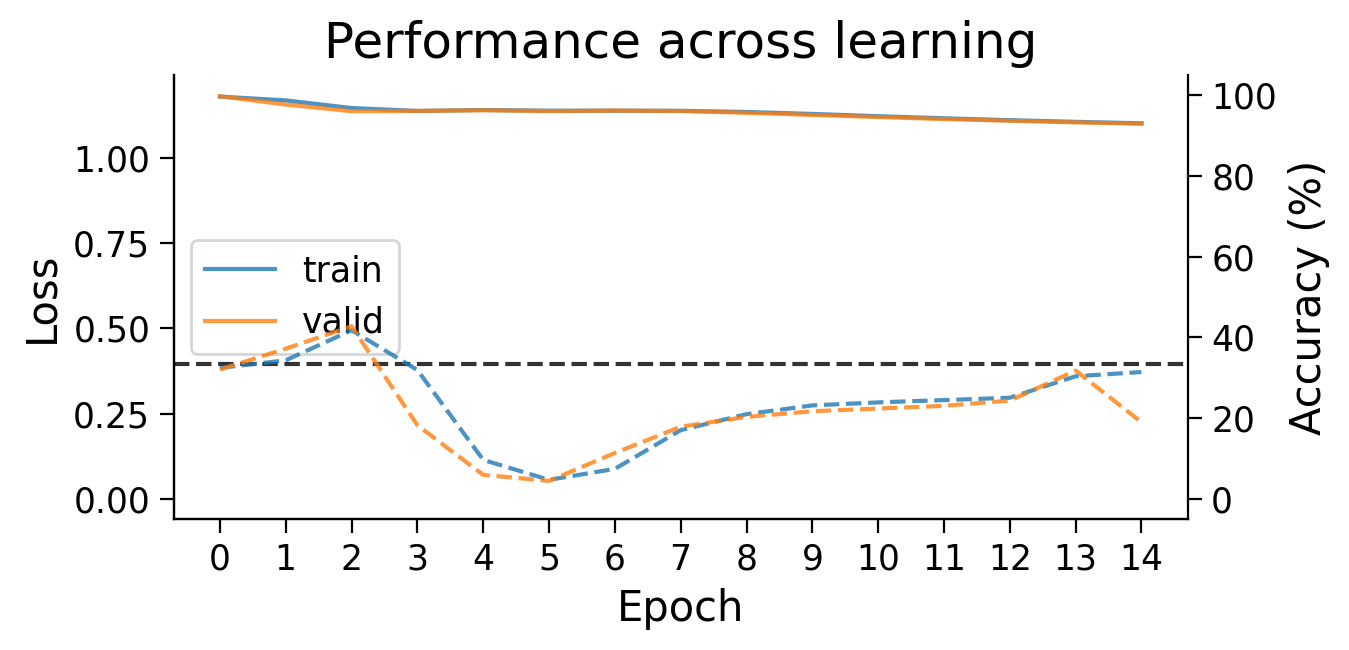 Performance across learning
Loss
1.00
0.75
0.50
0.25
0.00
train
valid
100
80
60
40
20
0
Accuracy (%)
0 1 2 3 4 5 6 7 8 9 10 11 12 13 14
Epoch